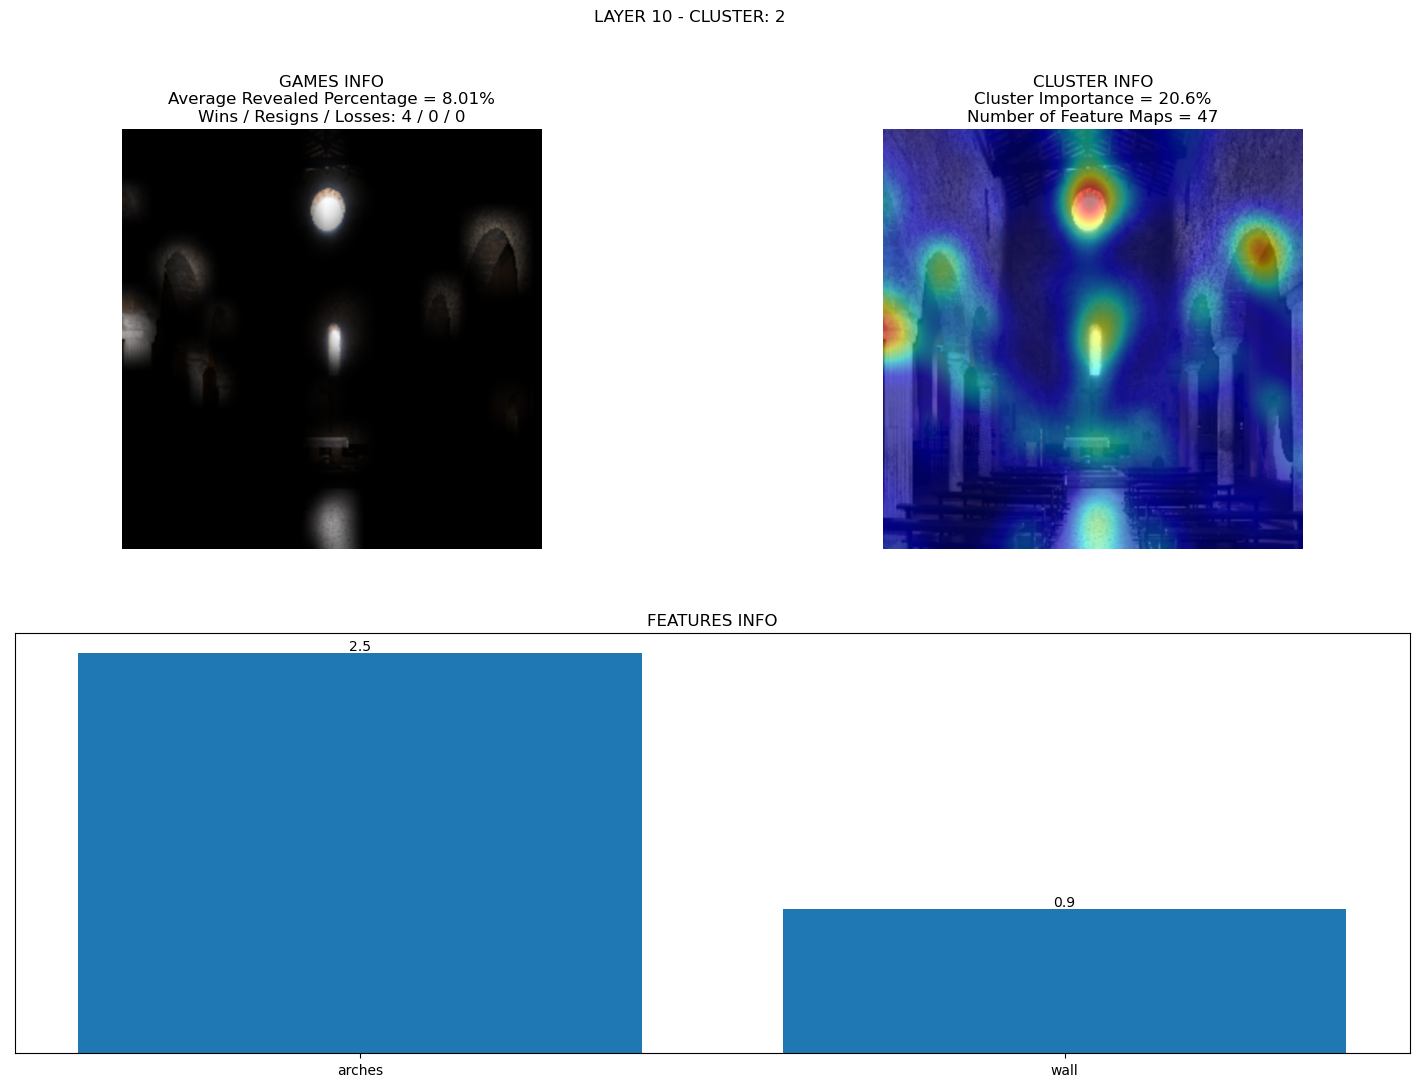 LAYER 10 - CLUSTER: 2
GAMES INFO
Average Revealed Percentage = 8.01%
Wins / Resigns / Losses: 4 / 0 / 0
CLUSTER INFO
Cluster Importance = 20.6%
Number of Feature Maps = 47
FEATURES INFO
2.5
0.9
arches
wall